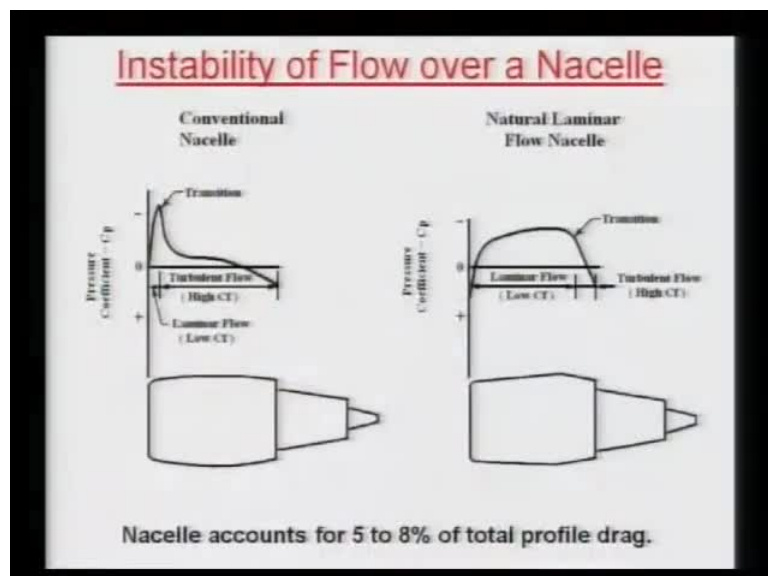 Instability of Flow over a Nacelle
Conventional
Nacelle
Transition
-
0
+
Pressure
Coefficient - Cp
Turbulent Flow
(High Cf)
Laminar Flow
(Low Cf)
Natural Laminar
Flow Nacelle
Transition
-
0
+
Pressure
Coefficient - Cp
Laminar Flow
(Low Cf)
Turbulent Flow
(High Cf)
Nacelle accounts for 5 to 8% of total profile drag.